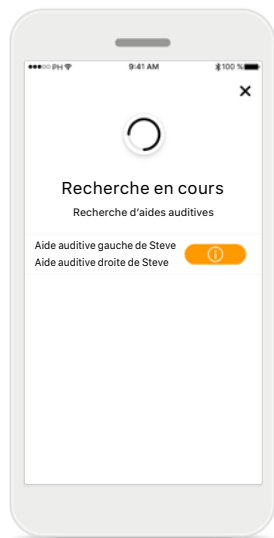 PH 9:41 AM 100 %
Recherche en cours
Recherche d'aides auditives
Aide auditive gauche de Steve
Aide auditive droite de Steve